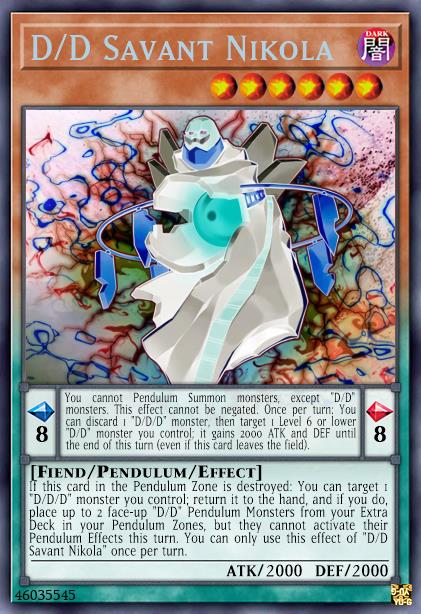 D/D Savant Nikola
DARK
闇
You cannot Pendulum Summon monsters, except "D/D"
monsters. This effect cannot be negated. Once per turn: You
can discard 1 "D/D/D" monster, then target 1 Level 6 or lower
"D/D" monster you control; it gains 2000 ATK and DEF until
the end of this turn (even if this card leaves the field).
8 8
[Fiend/Pendulum/Effect]
If this card in the Pendulum Zone is destroyed: You can target 1
"D/D/D" monster you control; return it to the hand, and if you do,
place up to 2 face-up "D/D" Pendulum Monsters from your Extra
Deck in your Pendulum Zones, but they cannot activate their
Pendulum Effects this turn. You can only use this effect of "D/D
Savant Nikola" once per turn.
ATK/2000 DEF/2000
46035545